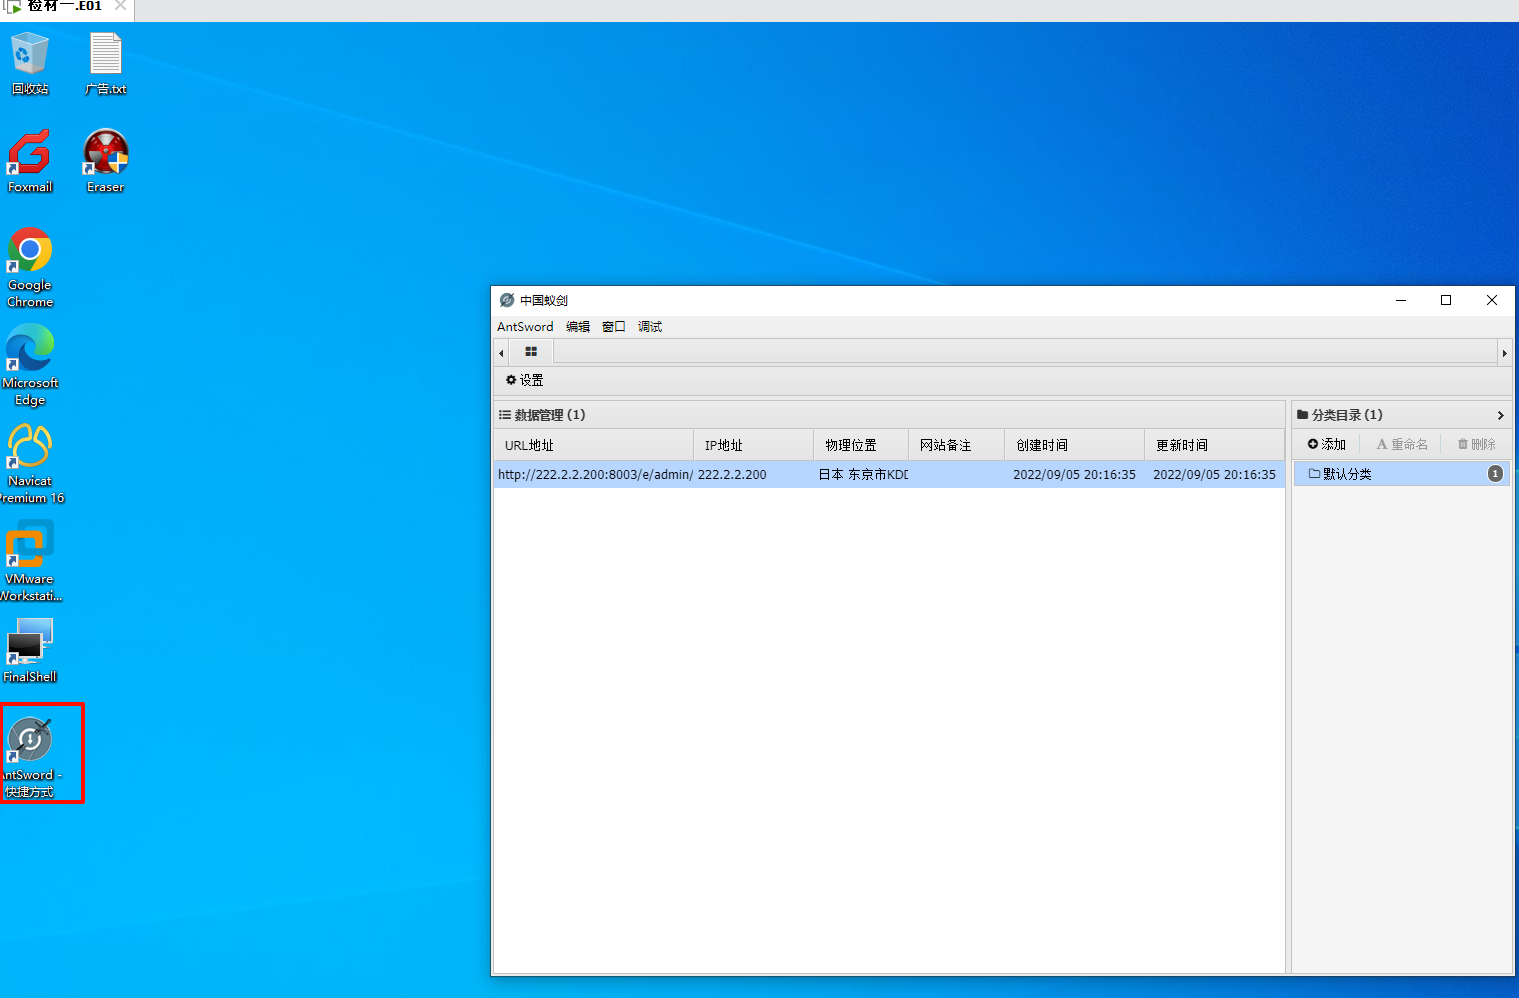 检材一.E01
回收站
广告.txt
Foxmail
Eraser
Google
Chrome
Microsoft
Edge
Navicat
Premium 16
VMware
Workstati...
FinalShell
AntSword -
快捷方式
中国蚁剑
AntSword 编辑 窗口 调试
设置
数据管理 (1)
URL地址 IP地址 物理位置 网站备注 创建时间 更新时间
http://222.2.2.200:8003/e/admin/ 222.2.2.200 日本 东京市KDD 2022/09/05 20:16:35 2022/09/05 20:16:35
分类目录 (1)
添加 A 重命名 删除
默认分类 1